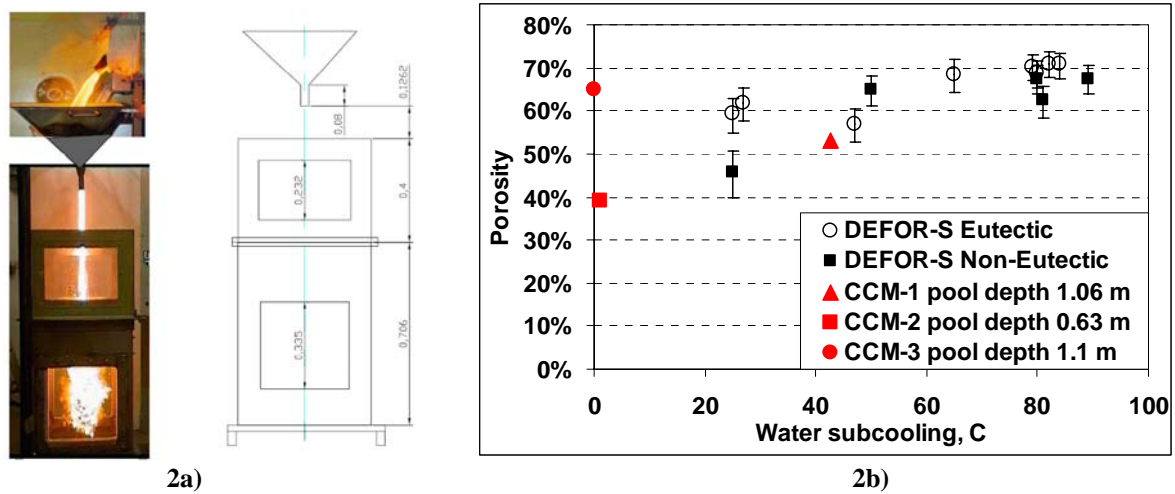 0,1262
0,08
0,232
0,4
0,335
0,706
2a)
80%
70%
60%
50%
40%
30%
20%
10%
0%
Porosity
DEFOR-S Eutectic
DEFOR-S Non-Eutectic
CCM-1 pool depth 1.06 m
CCM-2 pool depth 0.63 m
CCM-3 pool depth 1.1 m
0 20 40 60 80 100
Water subcooling, C
2b)